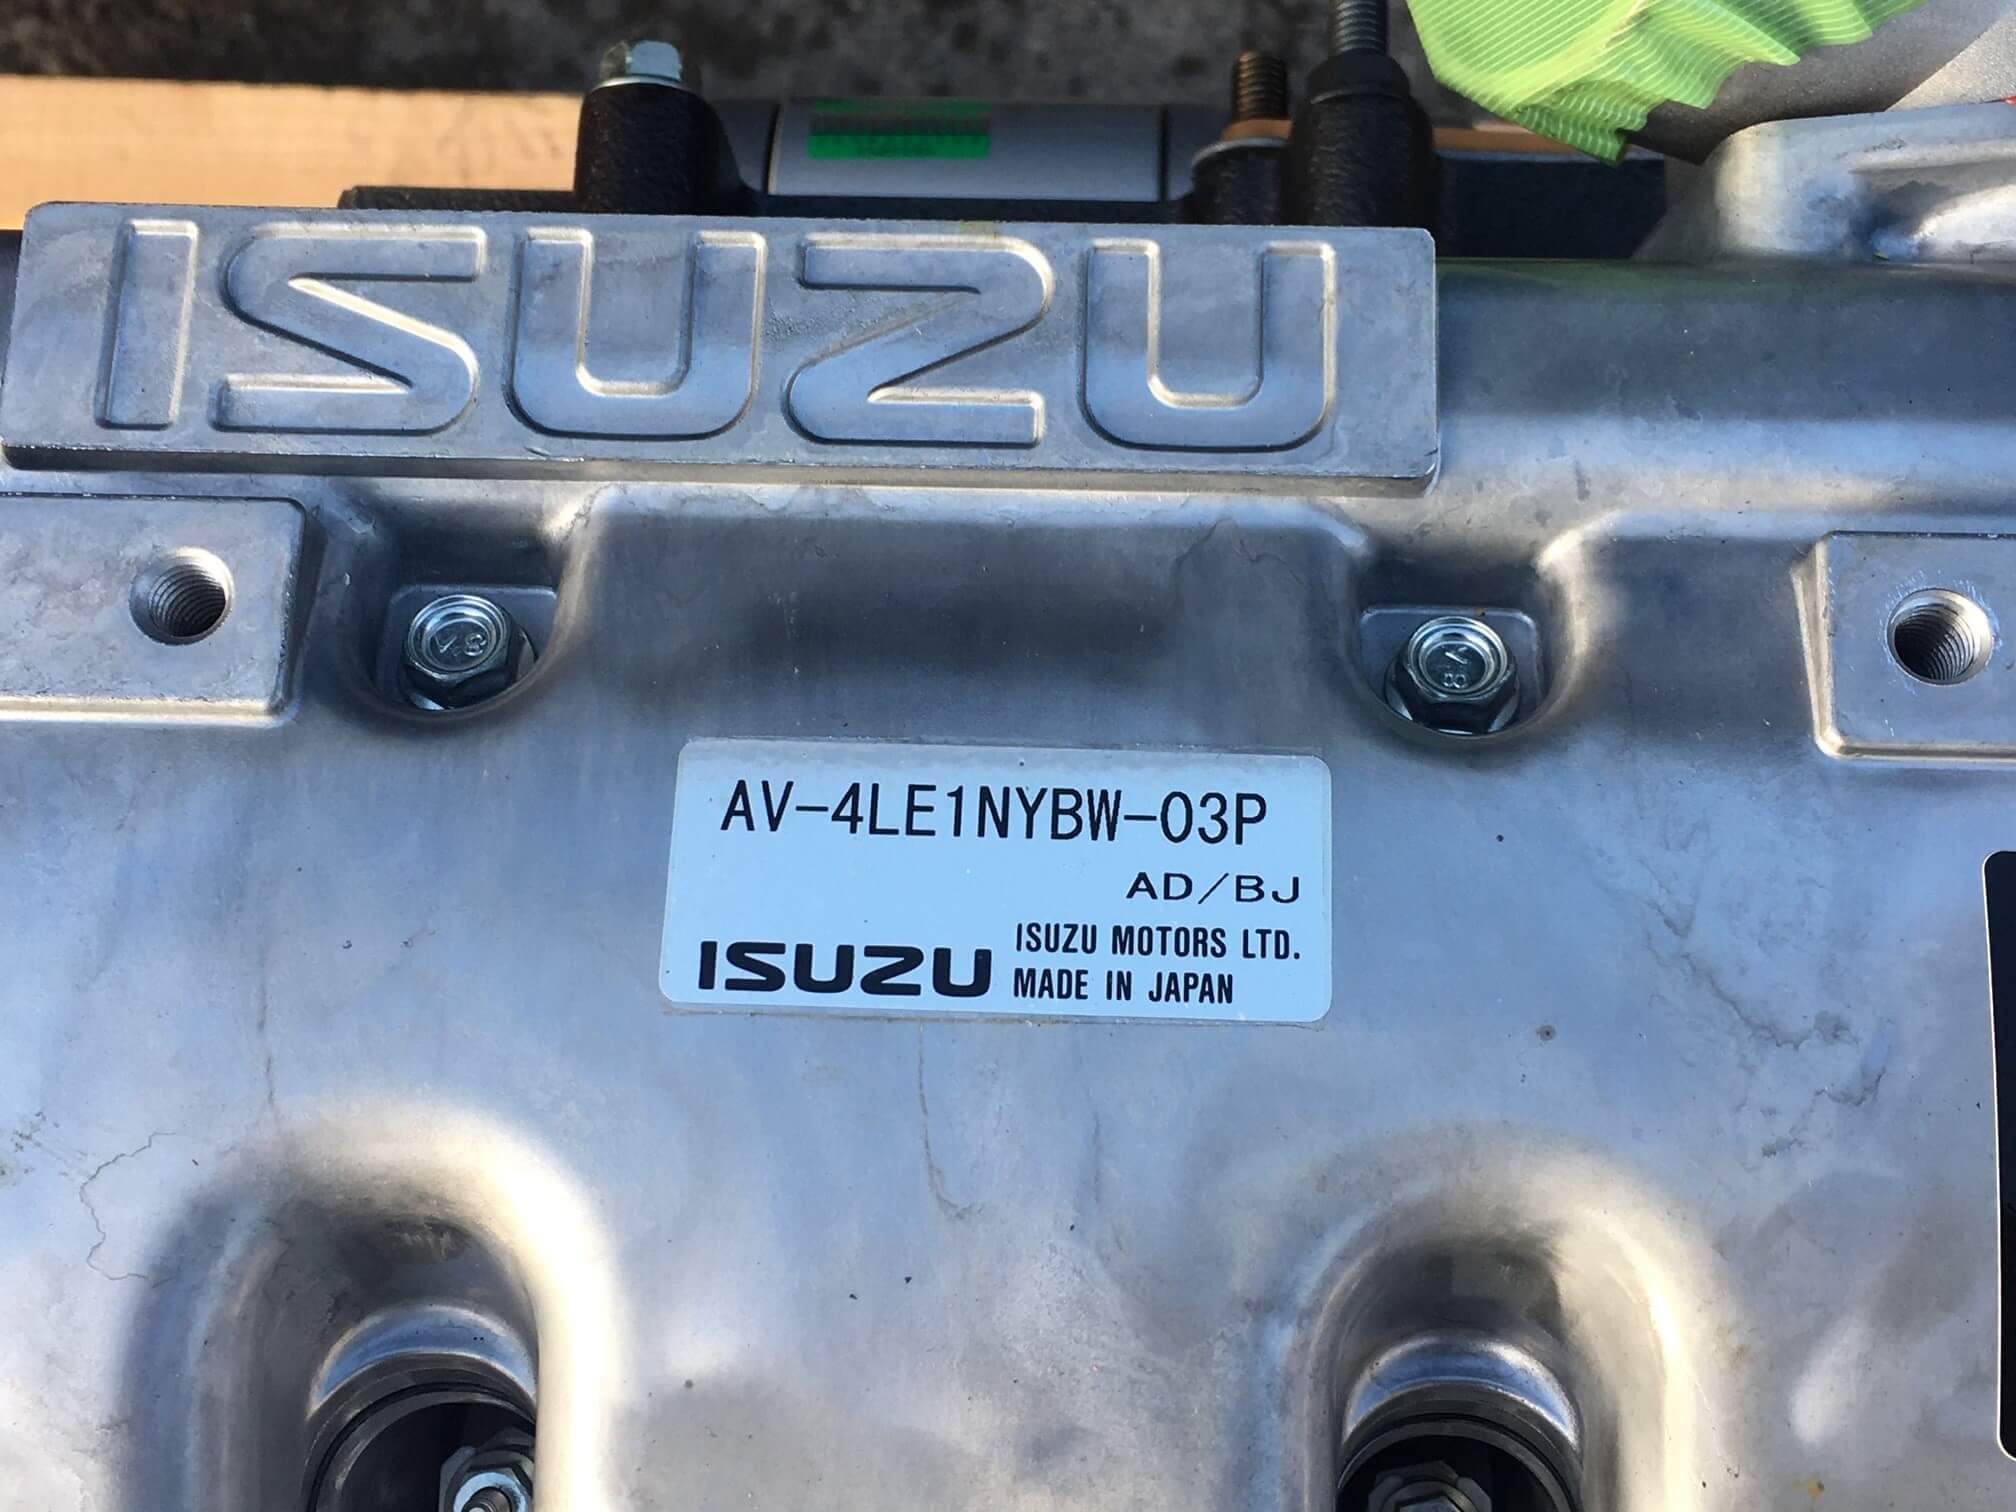 ISUZU
AV-4LE1NYBW-03P
AD/BJ
ISUZU
ISUZU MOTORS LTD.
MADE IN JAPAN